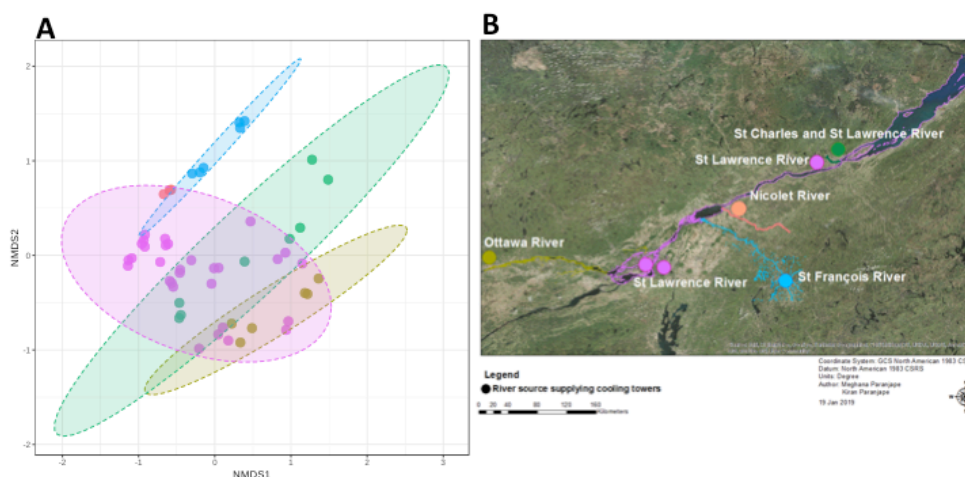 A
B
2
1
0
-1
-2
NMDS2
-2
-1
0
1
2
3
NMDS1
St Charles and St Lawrence River
St Lawrence River
Nicolet River
Ottawa River
St François River
St Lawrence River
Legend
River source supplying cooling towers
0 20 40 80 120 160
Kilometers
Coordinate System: GCS North American 1983 CS
Datum: North American 1983 CSRS
Units: Degree
Author: Meghana Paranjape
Kiran Paranjape
19 Jan 2019